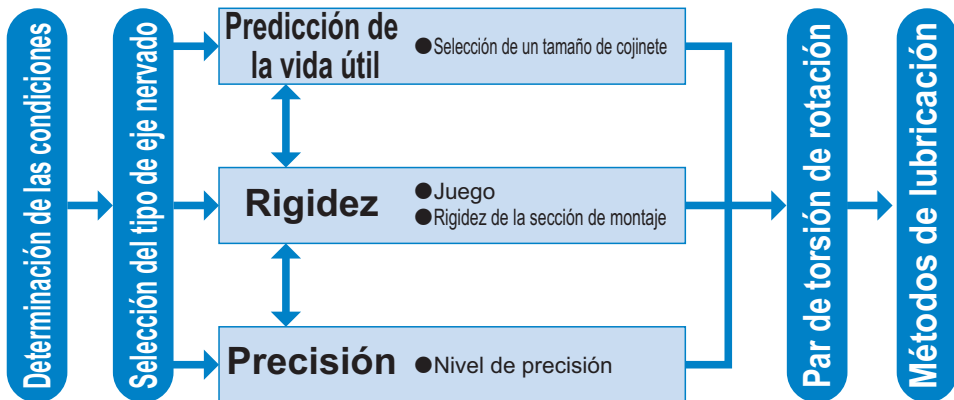 Determinación de las condiciones
Selección del tipo de eje nervado
Predicción de
la vida útil
●Selección de un tamaño de cojinete
Rigidez
●Juego
●Rigidez de la sección de montaje
Precisión
●Nivel de precisión
Par de torsión de rotación
Métodos de lubricación